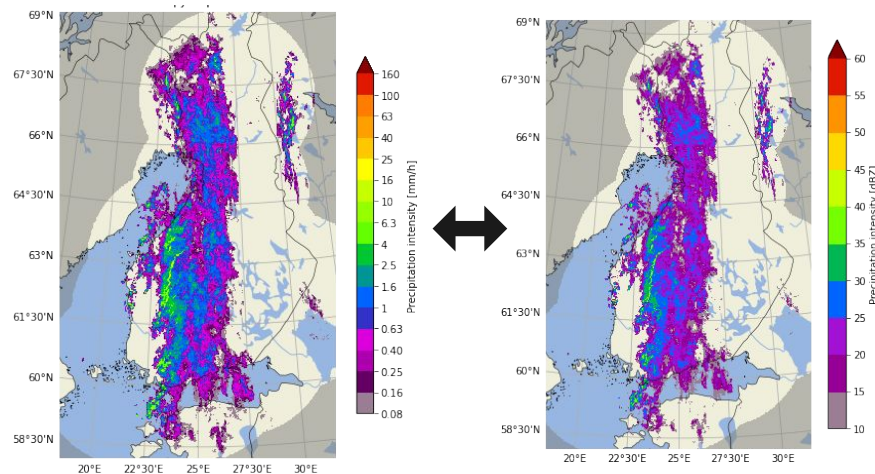 69°N
67°30'N
66°N
64°30'N
63°N
61°30'N
60°N
58°30'N
20°E
22°30'E
25°E
27°30'E
30°E
160
100
63
40
25
16
10
6.3
4
2.5
1.6
1
0.63
0.40
0.25
0.16
0.08
Precipitation intensity [mm/h]
69°N
67°30'N
66°N
64°30'N
63°N
61°30'N
60°N
58°30'N
20°E
22°30'E
25°E
27°30'E
30°E
60
55
50
45
40
35
30
25
20
15
10
Precipitation intensity [dBZ]